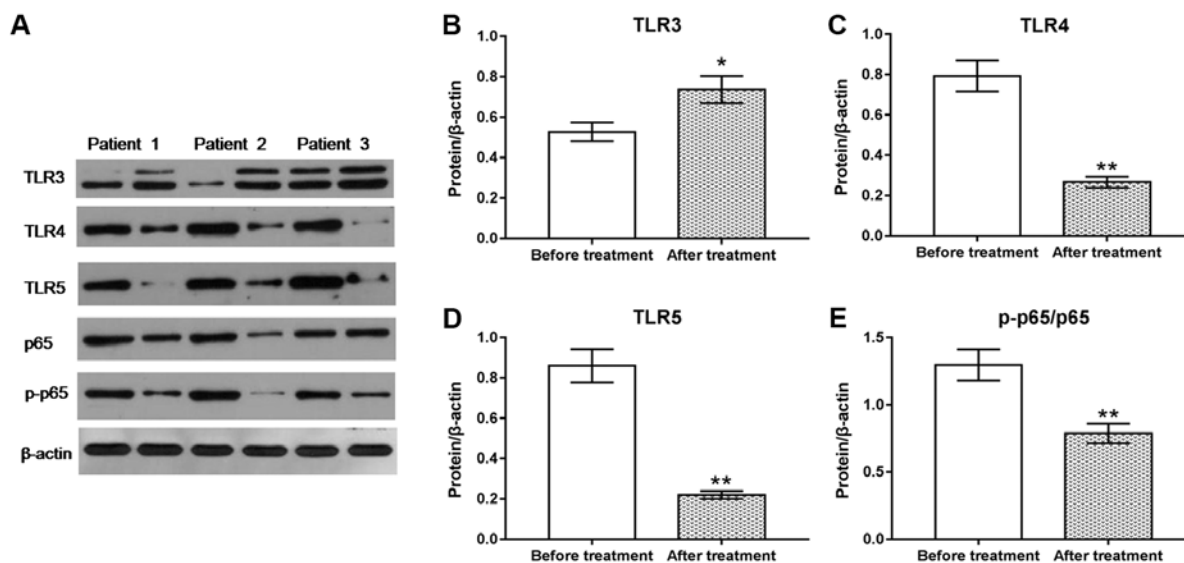 A
Patient 1 Patient 2 Patient 3
TLR3
TLR4
TLR5
p65
p-p65
β-actin
B
TLR3
Protein/β-actin
1.0
0.8
0.6
0.4
0.2
0.0
*
Before treatment After treatment
C
TLR4
Protein/β-actin
1.0
0.8
0.6
0.4
0.2
0.0
**
Before treatment After treatment
D
TLR5
Protein/β-actin
1.0
0.8
0.6
0.4
0.2
0.0
**
Before treatment After treatment
E
p-p65/p65
Protein/β-actin
1.5
1.0
0.5
0.0
**
Before treatment After treatment